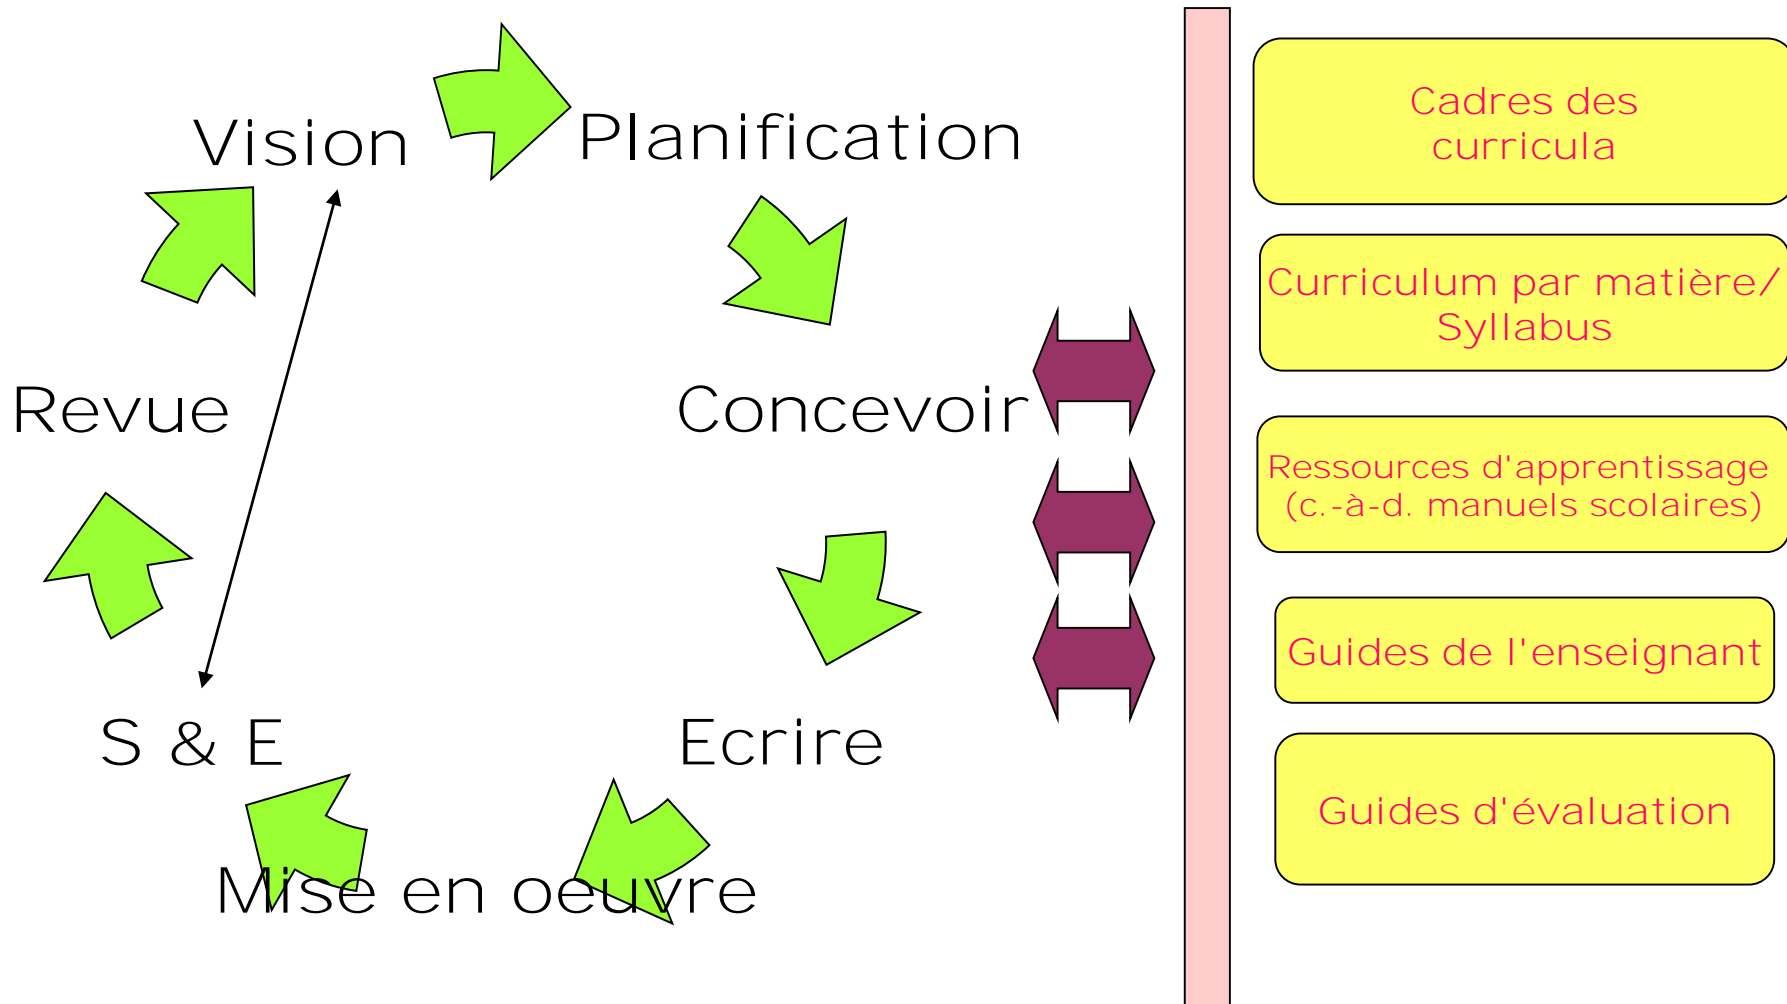 Vision
Planification
Revue
Concevoir
S & E
Ecrire
Mise en oeuvre
Cadres des
curricula
Curriculum par matière/
Syllabus
Ressources d'apprentissage
(c.-à-d. manuels scolaires)
Guides de l'enseignant
Guides d'évaluation